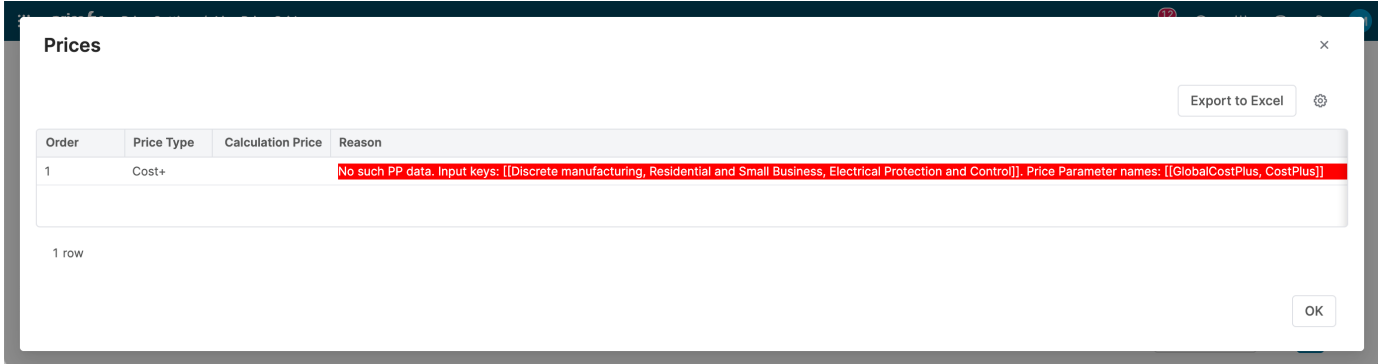 12
Prices
×
Export to Excel
Order Price Type Calculation Price Reason
1 Cost+ No such PP data. Input keys: [[Discrete manufacturing, Residential and Small Business, Electrical Protection and Control]]. Price Parameter names: [[GlobalCostPlus, CostPlus]]
1 row
OK